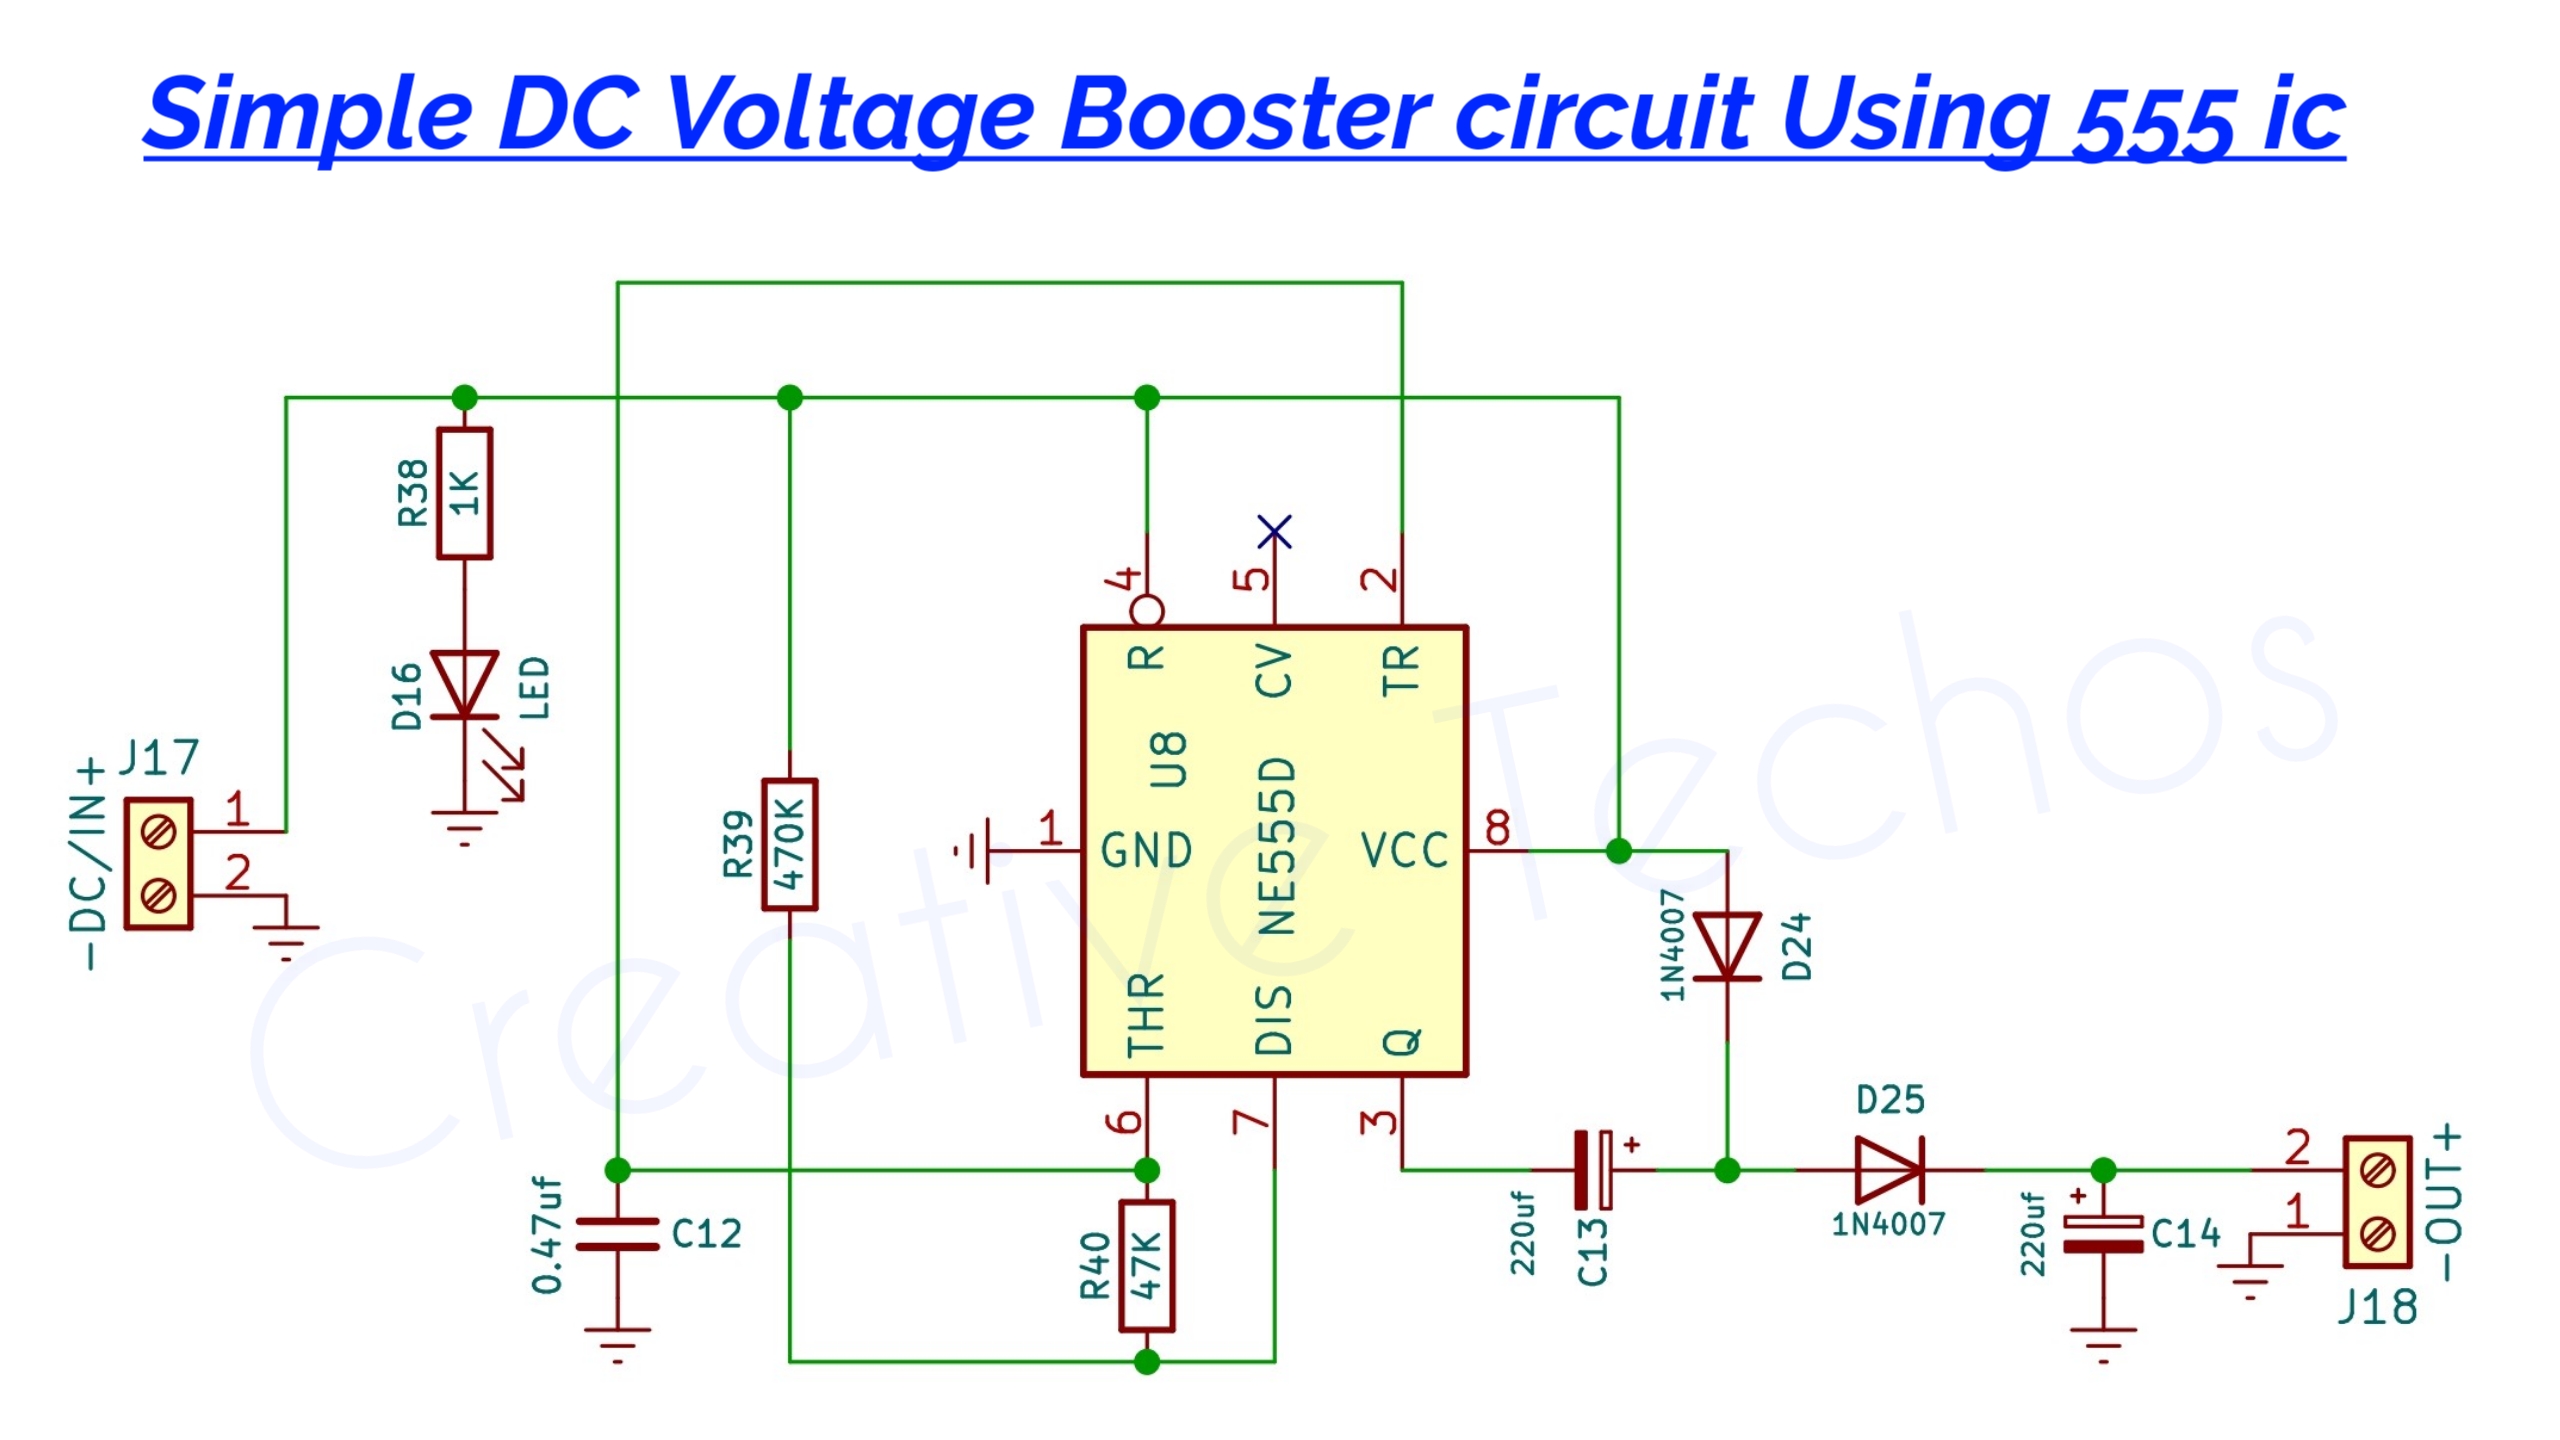 Simple DC Voltage Booster circuit Using 555 ic
R38
1K
D16
LED
J17
-DC/IN+
1
2
R39
470K
4
5
2
R
CV
TR
U8
NE555D
1
GND
VCC
8
THR
DIS
Q
6
7
3
1N4007
D24
D25
1N4007
0.47uf
C12
R40
47K
220uf
C13
+
220uf
+
C14
2
1
J18
-OUT+
Creative Techos